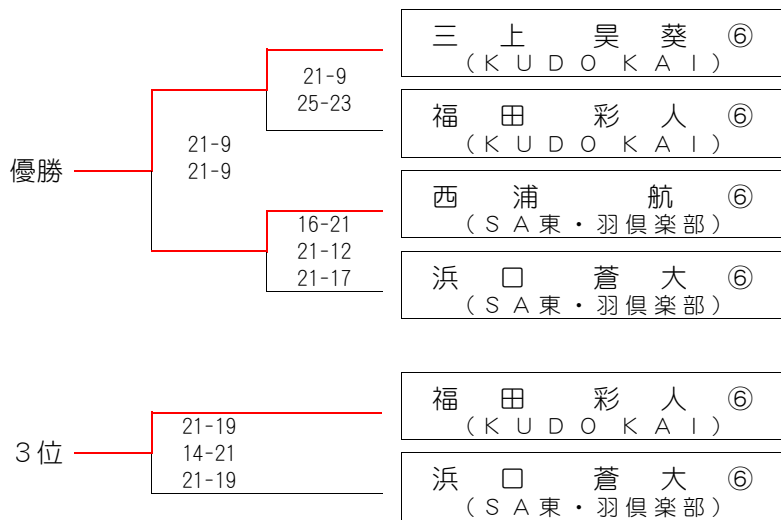 三上 昊葵 ⑥
(KUDO KAI)
21-9
25-23
福田 彩人 ⑥
(KUDO KAI)
21-9
21-9
優勝
西浦 航 ⑥
(SA東・羽倶楽部)
16-21
21-12
21-17
浜口 蒼大 ⑥
(SA東・羽倶楽部)
福田 彩人 ⑥
(KUDO KAI)
21-19
14-21
21-19
3位
浜口 蒼大 ⑥
(SA東・羽倶楽部)